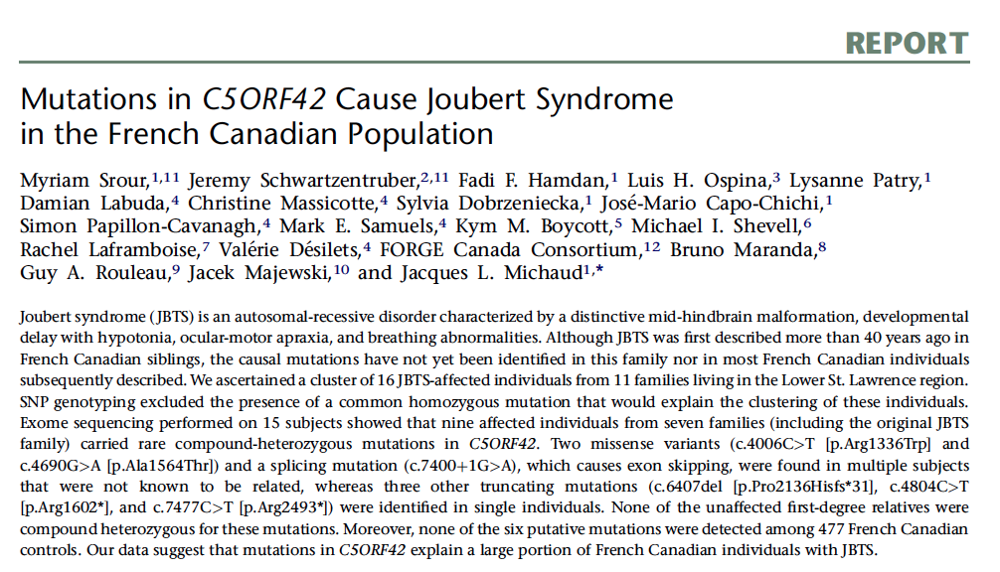 REPORT
Mutations in C5ORF42 Cause Joubert Syndrome
in the French Canadian Population
Myriam Srour,1,11 Jeremy Schwartzentruber,2,11 Fadi F. Hamdan,1 Luis H. Ospina,3 Lysanne Patry,1
Damian Labuda,4 Christine Massicotte,4 Sylvia Dobrzeniecka,1 José-Mario Capo-Chichi,1
Simon Papillon-Cavanagh,4 Mark E. Samuels,4 Kym M. Boycott,5 Michael I. Shevell,6
Rachel Laframboise,7 Valérie Désilets,4 FORGE Canada Consortium,12 Bruno Maranda,8
Guy A. Rouleau,9 Jacek Majewski,10 and Jacques L. Michaud1,*
Joubert syndrome (JBTS) is an autosomal-recessive disorder characterized by a distinctive mid-hindbrain malformation, developmental
delay with hypotonia, ocular-motor apraxia, and breathing abnormalities. Although JBTS was first described more than 40 years ago in
French Canadian siblings, the causal mutations have not yet been identified in this family nor in most French Canadian individuals
subsequently described. We ascertained a cluster of 16 JBTS-affected individuals from 11 families living in the Lower St. Lawrence region.
SNP genotyping excluded the presence of a common homozygous mutation that would explain the clustering of these individuals.
Exome sequencing performed on 15 subjects showed that nine affected individuals from seven families (including the original JBTS
family) carried rare compound-heterozygous mutations in C5ORF42. Two missense variants (c.4006C>T [p.Arg1336Trp] and
c.4690G>A [p.Ala1564Thr]) and a splicing mutation (c.7400+1G>A), which causes exon skipping, were found in multiple subjects
that were not known to be related, whereas three other truncating mutations (c.6407del [p.Pro2136Hisfs*31], c.4804C>T
[p.Arg1602*], and c.7477C>T [p.Arg2493*]) were identified in single individuals. None of the unaffected first-degree relatives were
compound heterozygous for these mutations. Moreover, none of the six putative mutations were detected among 477 French Canadian
controls. Our data suggest that mutations in C5ORF42 explain a large portion of French Canadian individuals with JBTS.